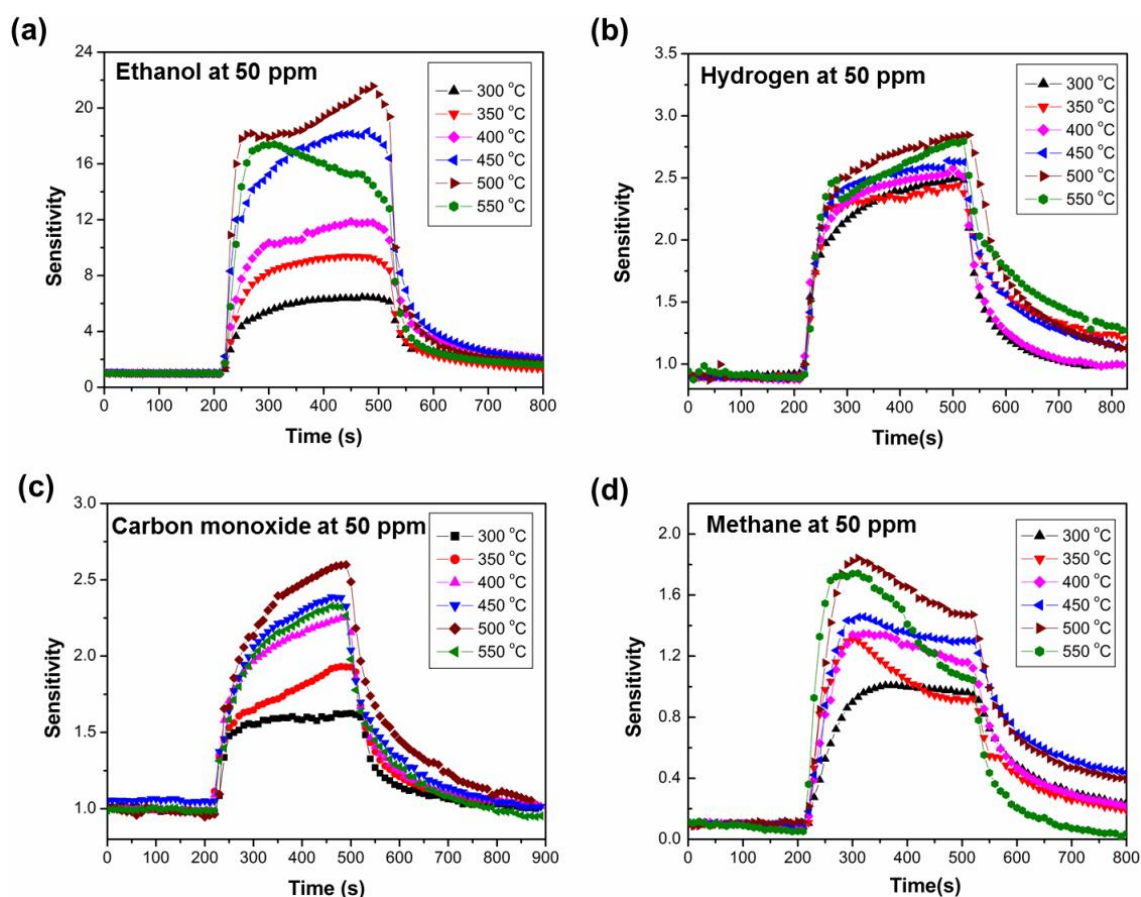 (a)
Ethanol at 50 ppm
300 °C
350 °C
400 °C
450 °C
500 °C
550 °C
24
22
20
18
16
14
12
10
8
6
4
2
0
Sensitivity
0 100 200 300 400 500 600 700 800
Time (s)
(b)
Hydrogen at 50 ppm
300 °C
350 °C
400 °C
450 °C
500 °C
550 °C
3.5
3.0
2.5
2.0
1.5
1.0
Sensitivity
0 100 200 300 400 500 600 700 800
Time(s)
(c)
Carbon monoxide at 50 ppm
300 °C
350 °C
400 °C
450 °C
500 °C
550 °C
3.0
2.5
2.0
1.5
1.0
Sensitivity
0 100 200 300 400 500 600 700 800 900
Time (s)
(d)
Methane at 50 ppm
300 °C
350 °C
400 °C
450 °C
500 °C
550 °C
2.0
1.6
1.2
0.8
0.4
0.0
Sensitivity
0 100 200 300 400 500 600 700 800
Time(s)